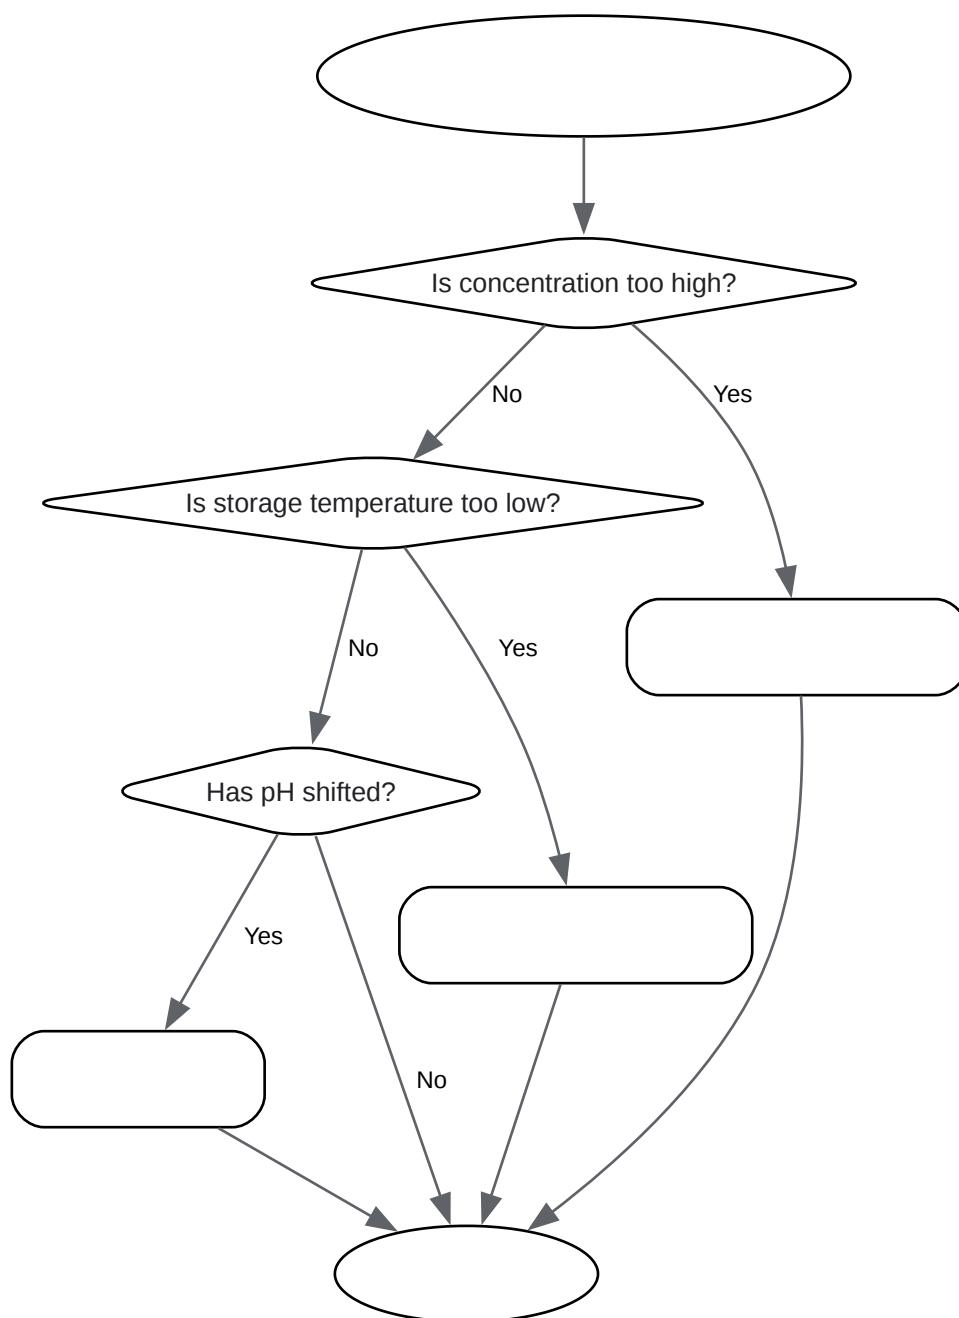 Is concentration too high?
No
Yes
Is storage temperature too low?
No
Yes
Has pH shifted?
Yes
No